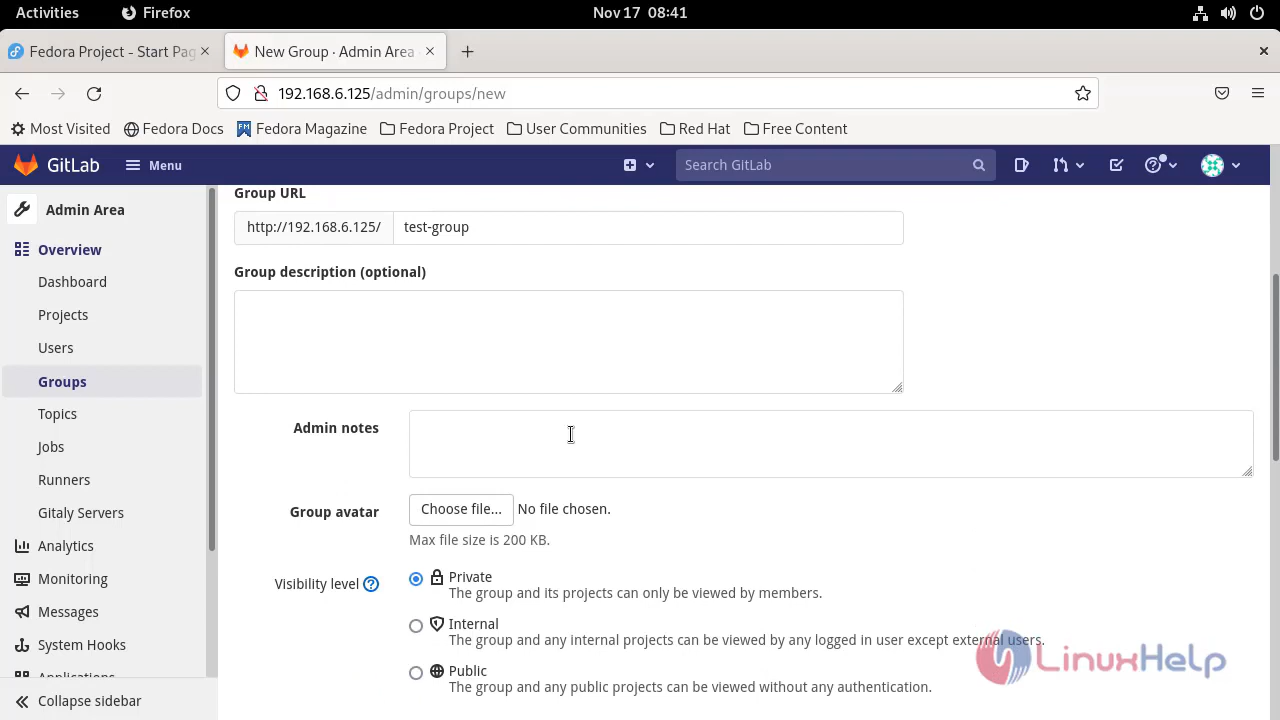 Activities Firefox Nov 17 08:41
Fedora Project - Start Pag × New Group · Admin Area ×
192.168.6.125/admin/groups/new
Most Visited Fedora Docs Fedora Magazine Fedora Project User Communities Red Hat Free Content
GitLab Menu Search GitLab
Admin Area
Overview
Dashboard
Projects
Users
Groups
Topics
Jobs
Runners
Gitaly Servers
Analytics
Monitoring
Messages
System Hooks
Applications
Collapse sidebar
Group URL
http://192.168.6.125/ test-group
Group description (optional)
Admin notes
Group avatar Choose file... No file chosen.
Max file size is 200 KB.
Visibility level Private
The group and its projects can only be viewed by members.
Internal
The group and any internal projects can be viewed by any logged in user except external users.
Public
The group and any public projects can be viewed without any authentication.
LinuxHelp